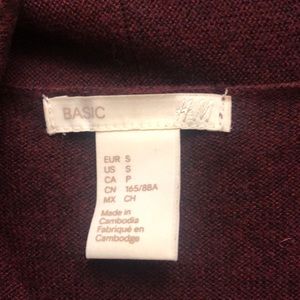 BASIC
H&M
EUR S
US S
CA P
CN 165/88A
MX CH
Made in
Cambodia
Fabriqué en
Cambodge